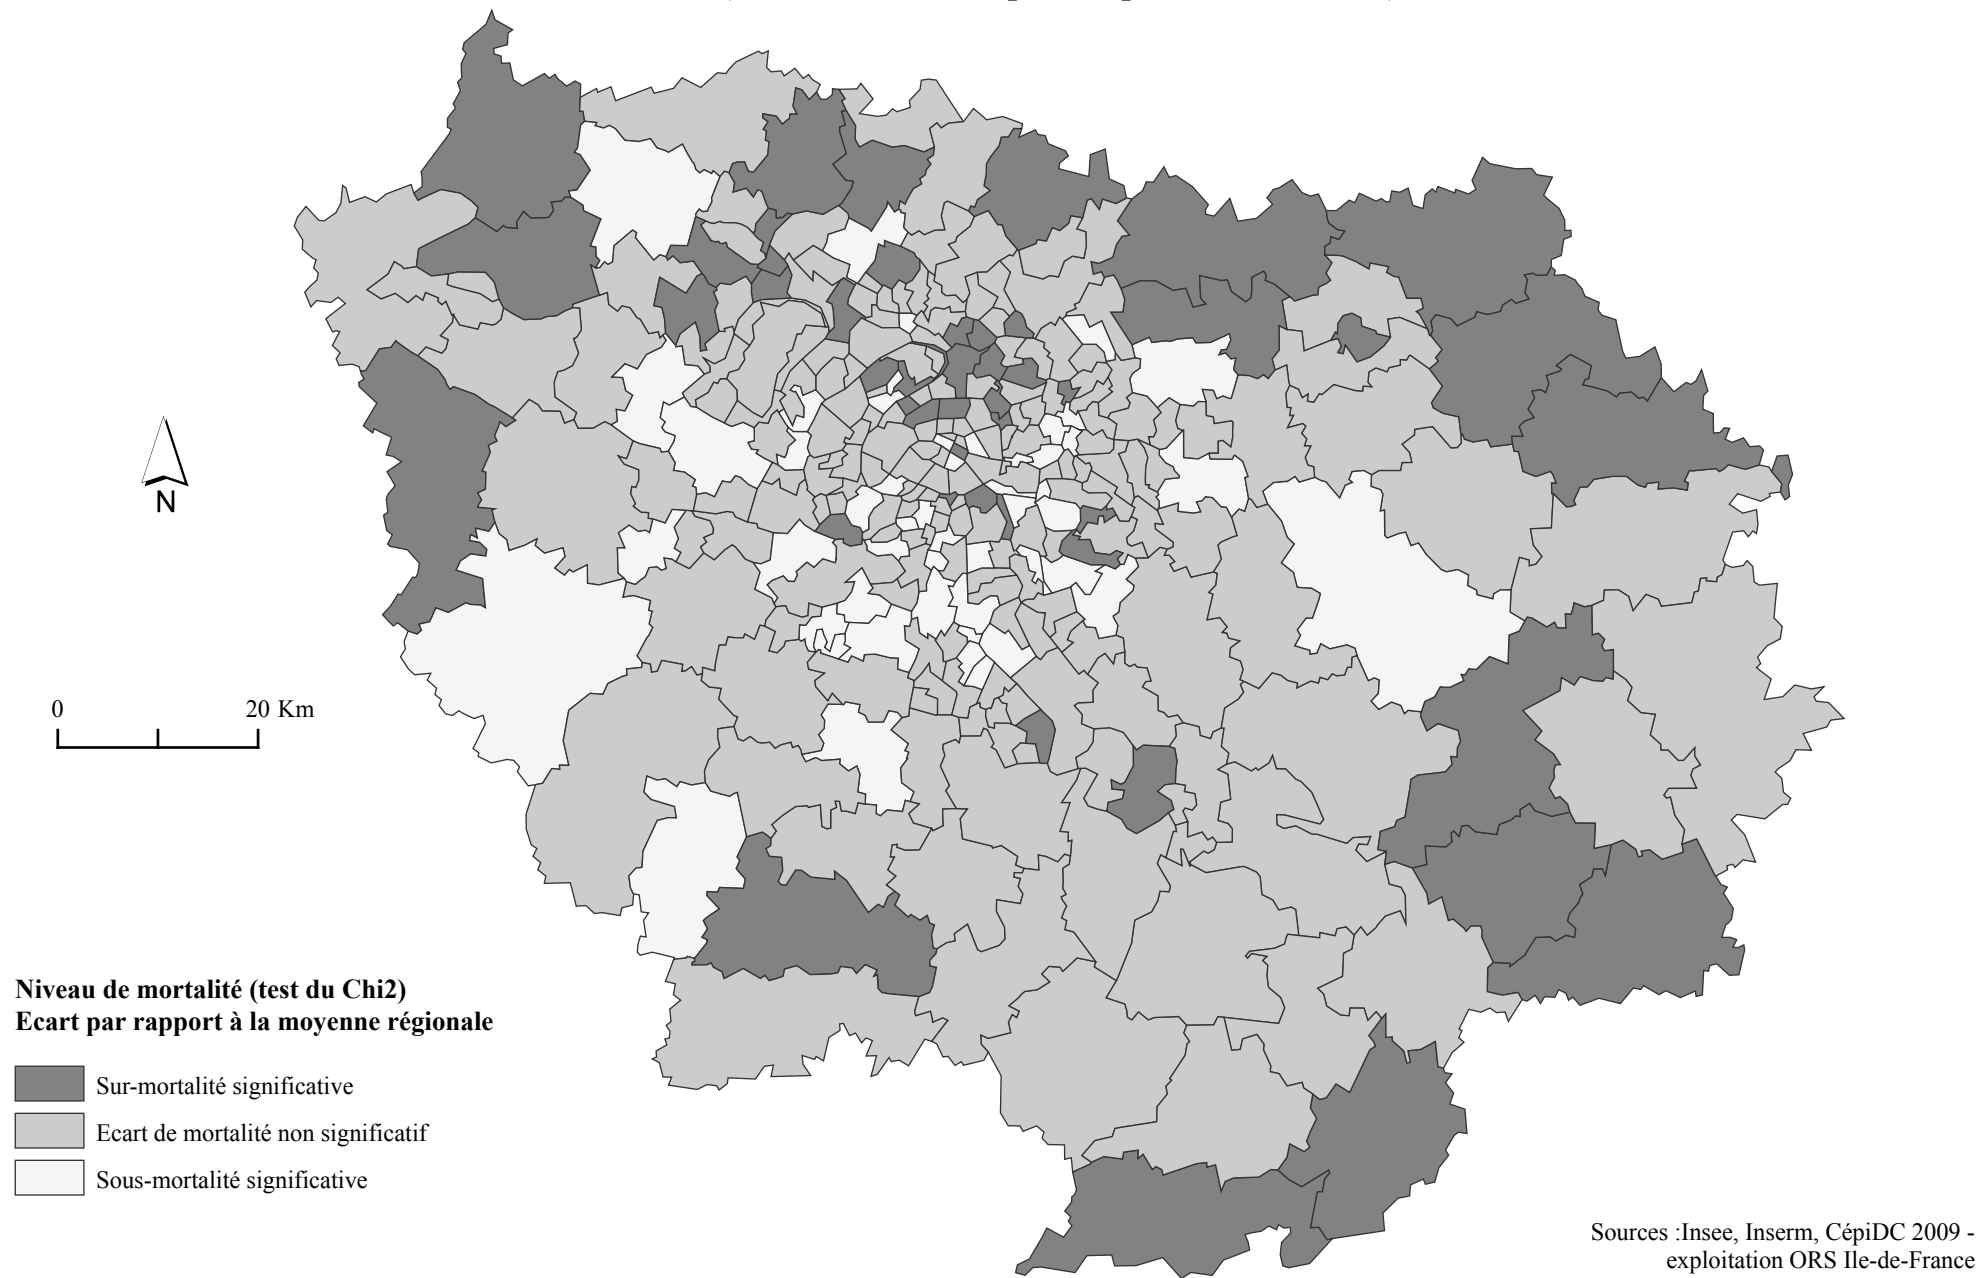 N
0 20 Km
Niveau de mortalité (test du Chi2)
Ecart par rapport à la moyenne régionale
Sur-mortalité significative
Ecart de mortalité non significatif
Sous-mortalité significative
Sources :Insee, Inserm, CépiDC 2009 -
exploitation ORS Ile-de-France